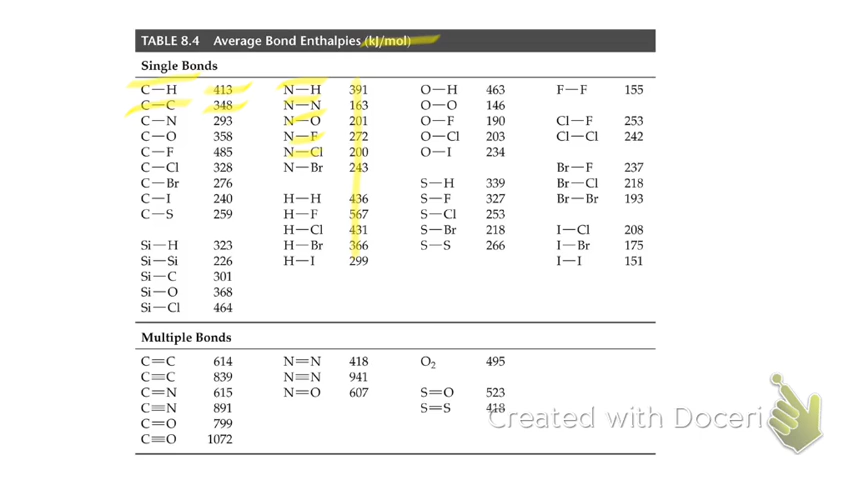 TABLE 8.4 Average Bond Enthalpies (kJ/mol)
Single Bonds
C—H 413 N—H 391 O—H 463 F—F 155
C—C 348 N—N 163 O—O 146
C—N 293 N—O 201 O—F 190 Cl—F 253
C—O 358 N—F 272 O—Cl 203 Cl—Cl 242
C—F 485 N—Cl 200 O—I 234
C—Cl 328 N—Br 243 Br—F 237
C—Br 276 S—H 339 Br—Cl 218
C—I 240 H—H 436 S—F 327 Br—Br 193
C—S 259 H—F 567 S—Cl 253
H—Cl 431 S—Br 218 I—Cl 208
Si—H 323 H—Br 366 S—S 266 I—Br 175
Si—Si 226 H—I 299 I—I 151
Si—C 301
Si—O 368
Si—Cl 464
Multiple Bonds
C=C 614 N=N 418 O2 495
C≡C 839 N≡N 941
C=N 615 N=O 607 S=O 523
C≡N 891 S=S 418
C=O 799
C≡O 1072
Created with Doceri